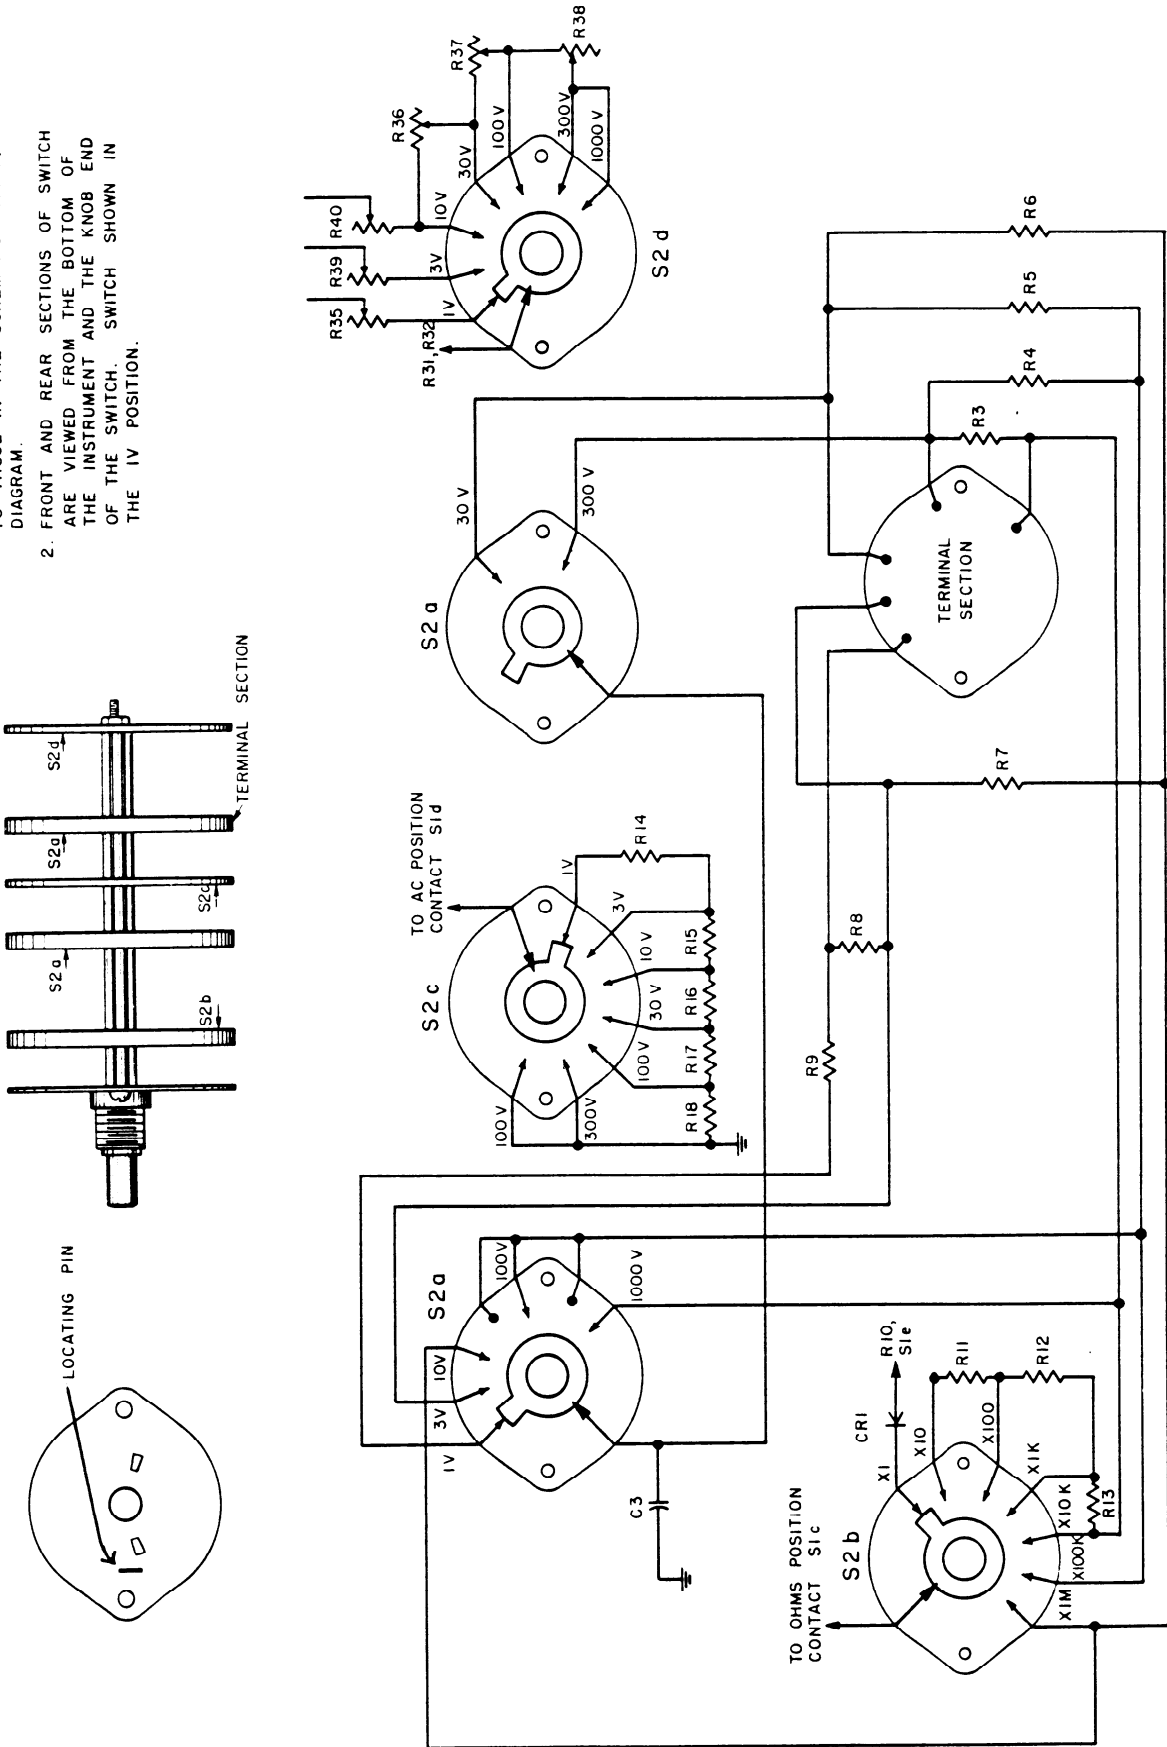 DIAGRAM.
2. FRONT AND REAR SECTIONS OF SWITCH
ARE VIEWED FROM THE BOTTOM OF
THE INSTRUMENT AND THE KNOB END
OF THE SWITCH. SWITCH SHOWN IN
THE 1V POSITION.
LOCATING PIN
S2b
S2a
S2c
S2a
S2d
TERMINAL SECTION
S2a
1V
3V
10V
100V
1000V
C3
S2c
TO AC POSITION
CONTACT S1d
1V
3V
10V
30V
100V
300V
100V
R14
R15
R16
R17
R18
S2a
30V
300V
S2d
R31, R32
1V
3V
10V
30V
100V
300V
1000V
R35
R39
R40
R36
R37
R38
TO OHMS POSITION
CONTACT S1c
S2b
CR1
R10,
S1e
X1
X10
X100
X1K
X10K
X100K
X1M
R11
R12
R13
R9
R8
R7
TERMINAL
SECTION
R3
R4
R5
R6